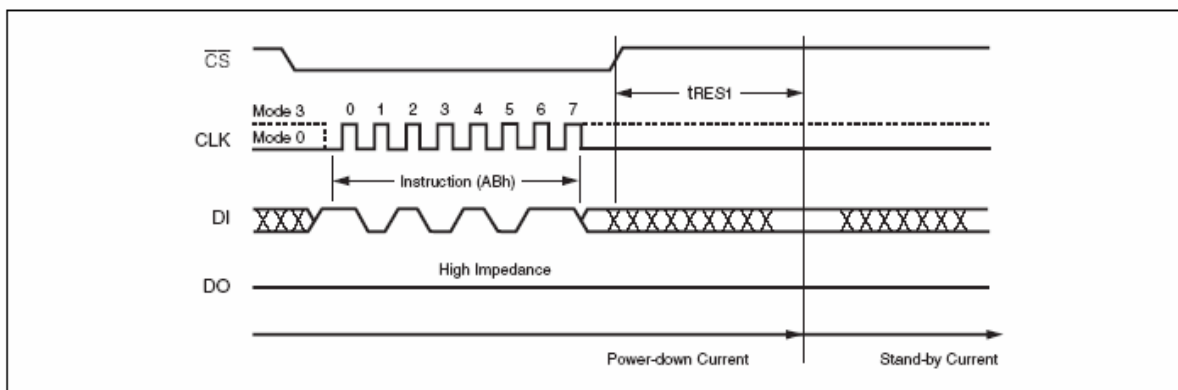 CS
tRES1
Mode 3 0 1 2 3 4 5 6 7
CLK Mode 0
Instruction (ABh)
DI
High Impedance
DO
Power-down Current Stand-by Current